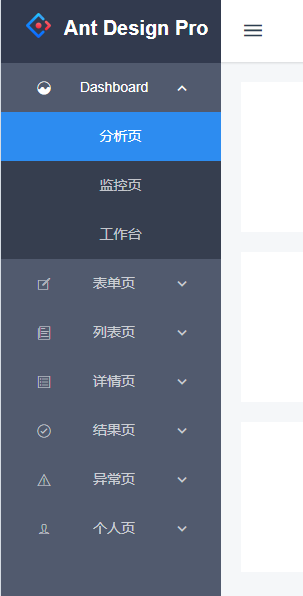 Ant Design Pro
Dashboard
分析页
监控页
工作台
表单页
列表页
详情页
结果页
异常页
个人页